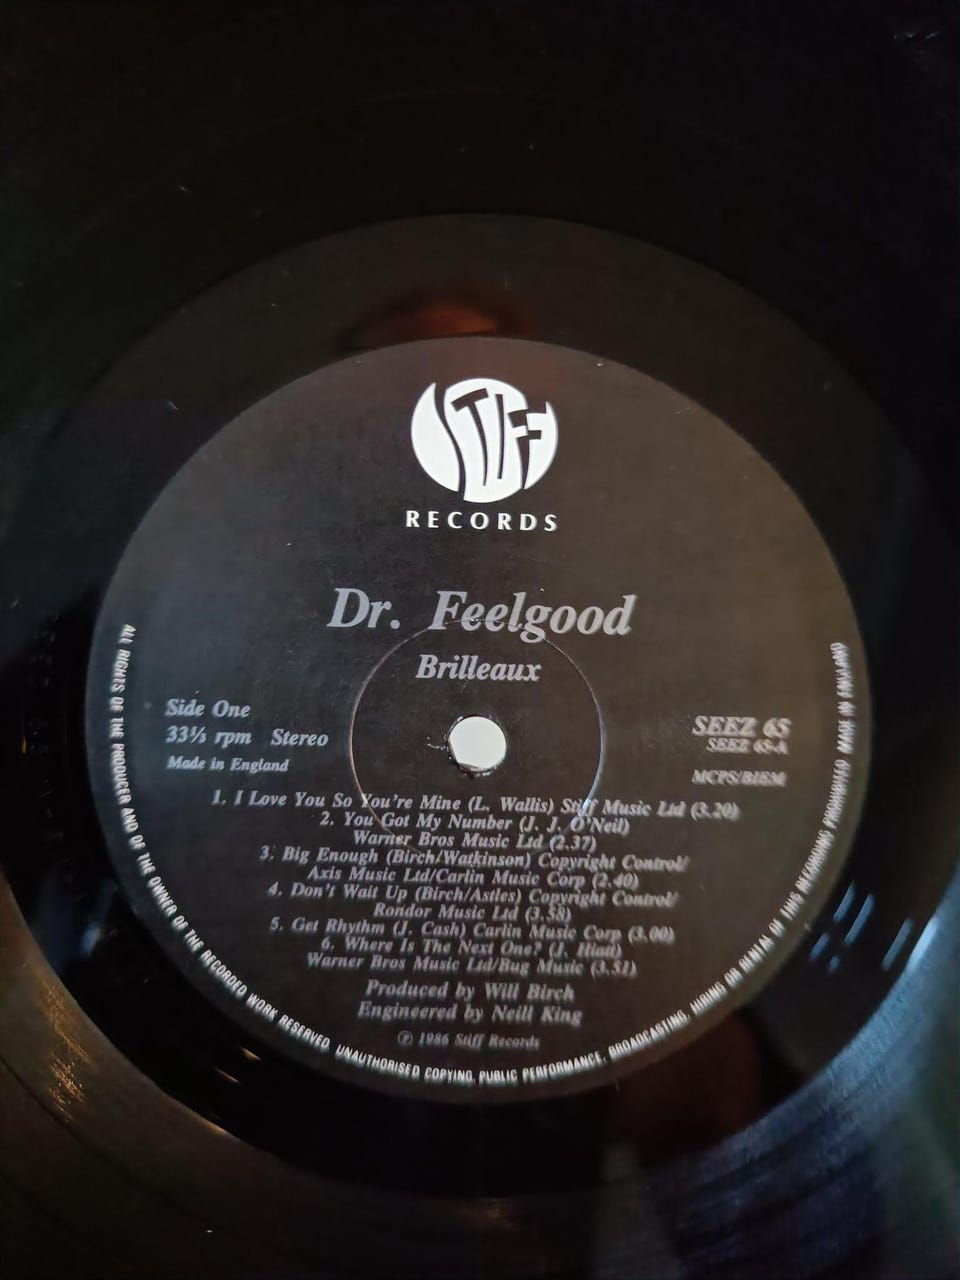 STIFF
RECORDS
Dr. Feelgood
Brilleaux
Side One
33⅓ rpm Stereo
Made in England
SEEZ 65
SEEZ 65-A
MCPS/BIEM
1. I Love You So You're Mine (L. Wallis) Stiff Music Ltd (3.20)
2. You Got My Number (J. J. O'Neil)
Warner Bros Music Ltd (2.37)
3. Big Enough (Birch/Watkinson) Copyright Control/
Axis Music Ltd/Carlin Music Corp (2.40)
4. Don't Wait Up (Birch/Astles) Copyright Control/
Rondor Music Ltd (3.58)
5. Get Rhythm (J. Cash) Carlin Music Corp (3.00)
6. Where Is The Next One? (J. Hiatt)
Warner Bros Music Ltd/Bug Music (3.51)
Produced by Will Birch
Engineered by Neill King
℗ 1986 Stiff Records
ALL RIGHTS OF THE PRODUCER AND OF THE OWNER OF THE RECORDED WORK RESERVED. UNAUTHORISED COPYING, PUBLIC PERFORMANCE, BROADCASTING, HIRING OR RENTAL OF THIS RECORDING PROHIBITED MADE IN ENGLAND